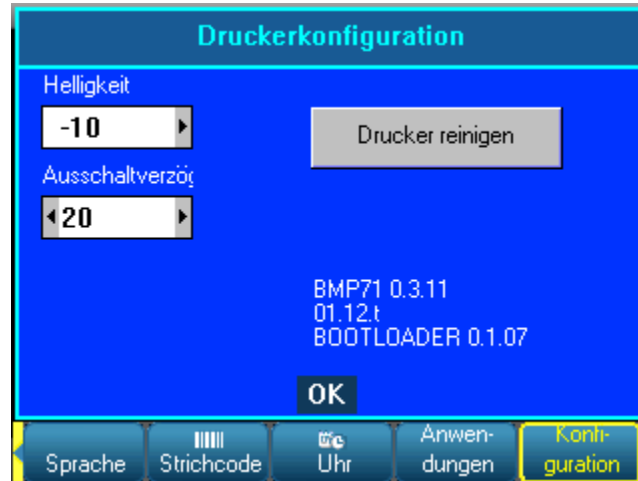 Druckerkonfiguration
Helligkeit
-10
Drucker reinigen
Ausschaltverzög
20
BMP71 0.3.11
01.12.t
BOOTLOADER 0.1.07
OK
Sprache
Strichcode
Uhr
Anwen-
dungen
Konfi-
guration